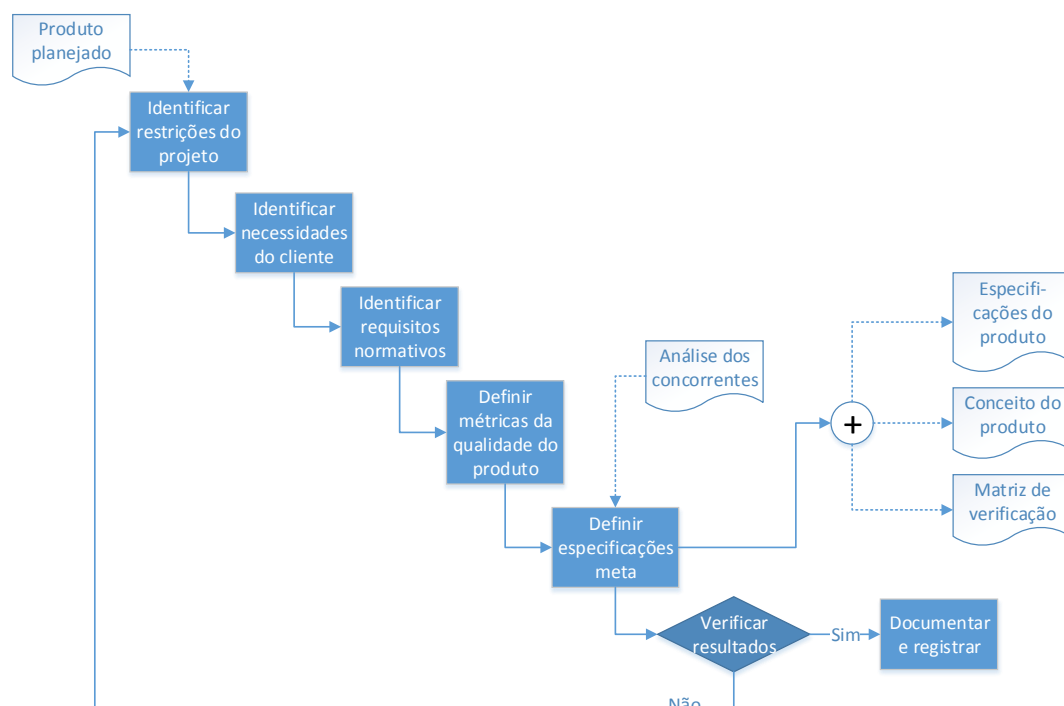 Produto
planejado
Identificar
restrições do
projeto
Identificar
necessidades
do cliente
Identificar
requisitos
normativos
Definir
métricas da
qualidade do
produto
Análise dos
concorrentes
Definir
especificações
meta
+
Especifi-
cações do
produto
Conceito do
produto
Matriz de
verificação
Verificar
resultados
Sim
Documentar
e registrar
Não